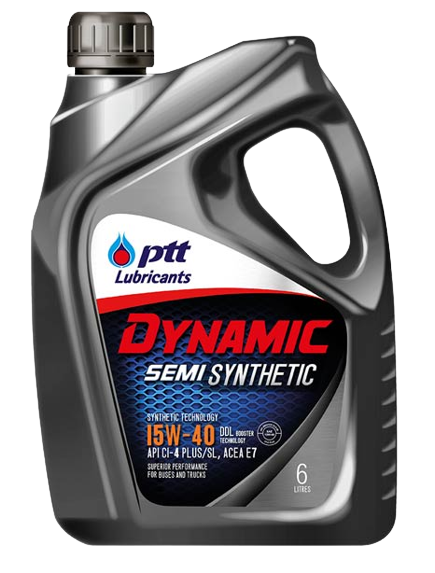 ptt
Lubricants
DYNAMIC
SEMI SYNTHETIC
SYNTHETIC TECHNOLOGY
15W-40 DDL BOOSTER
TECHNOLOGY
API CI-4 PLUS/SL, ACEA E7
SUPERIOR PERFORMANCE
FOR BUSES AND TRUCKS
6
LITRES